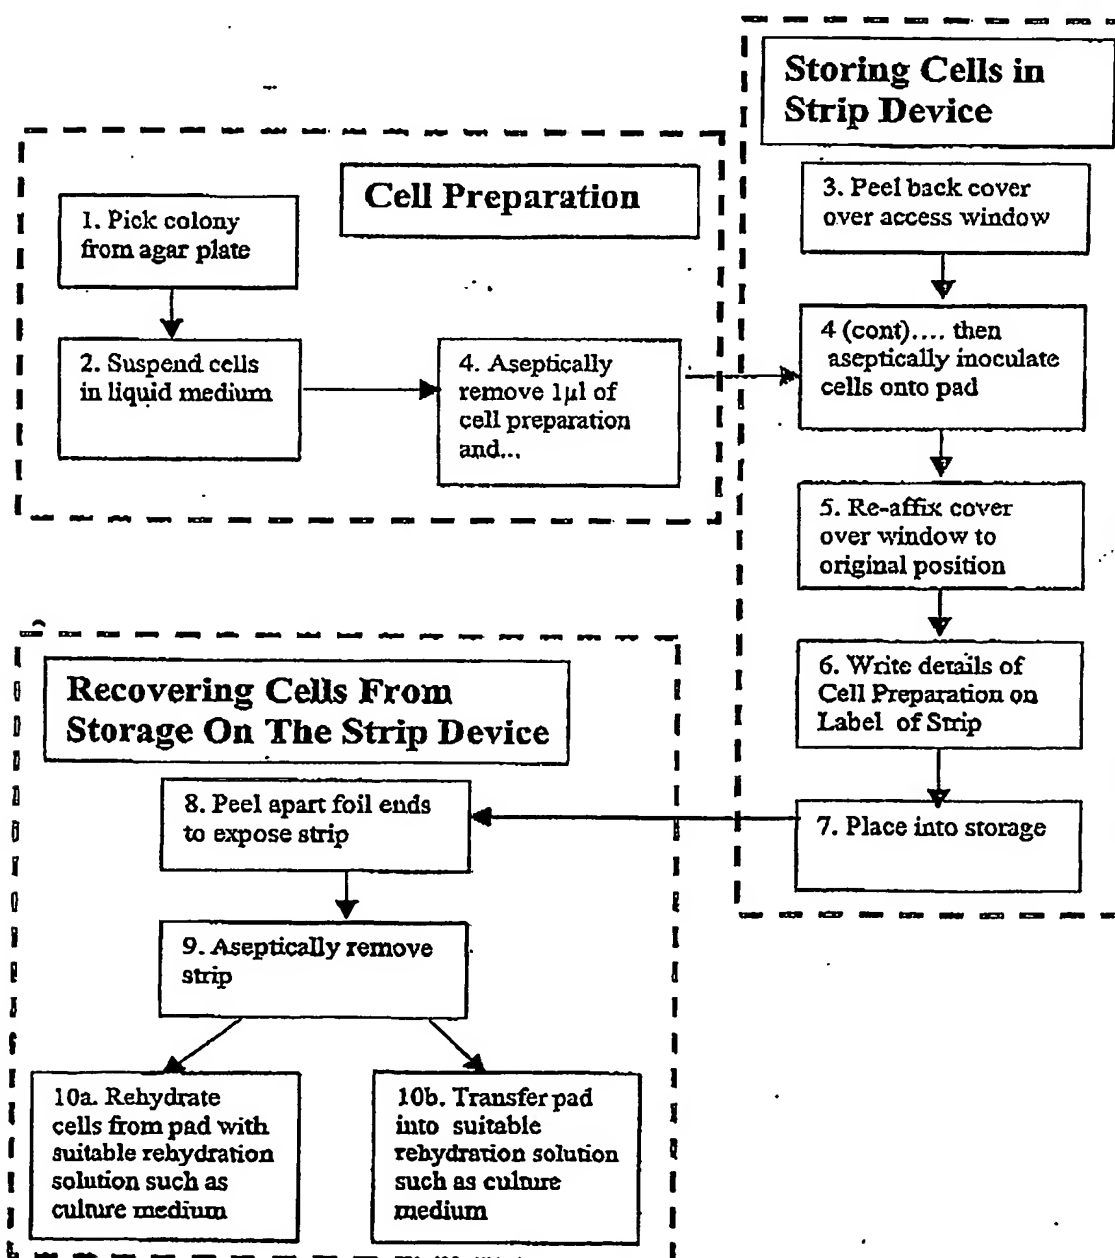 Cell Preparation
1. Pick colony
from agar plate
2. Suspend cells
in liquid medium
4. Aseptically
remove 1µl of
cell preparation
and...
Storing Cells in
Strip Device
3. Peel back cover
over access window
4 (cont).... then
aseptically inoculate
cells onto pad
5. Re-affix cover
over window to
original position
6. Write details of
Cell Preparation on
Label of Strip
7. Place into storage
Recovering Cells From
Storage On The Strip Device
8. Peel apart foil ends
to expose strip
9. Aseptically remove
strip
10a. Rehydrate
cells from pad with
suitable rehydration
solution such as
culture medium
10b. Transfer pad
into suitable
rehydration solution
such as culture
medium